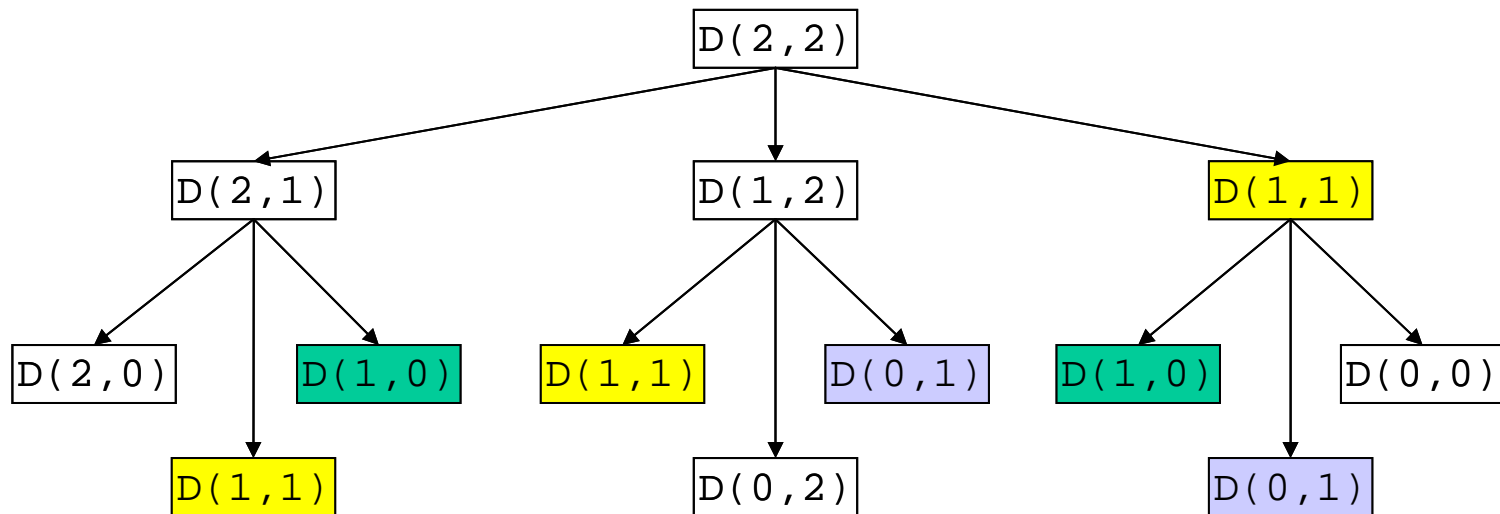 D(2,2)
D(2,1)
D(1,2)
D(1,1)
D(2,0)
D(1,0)
D(1,1)
D(0,1)
D(1,0)
D(0,0)
D(1,1)
D(0,2)
D(0,1)